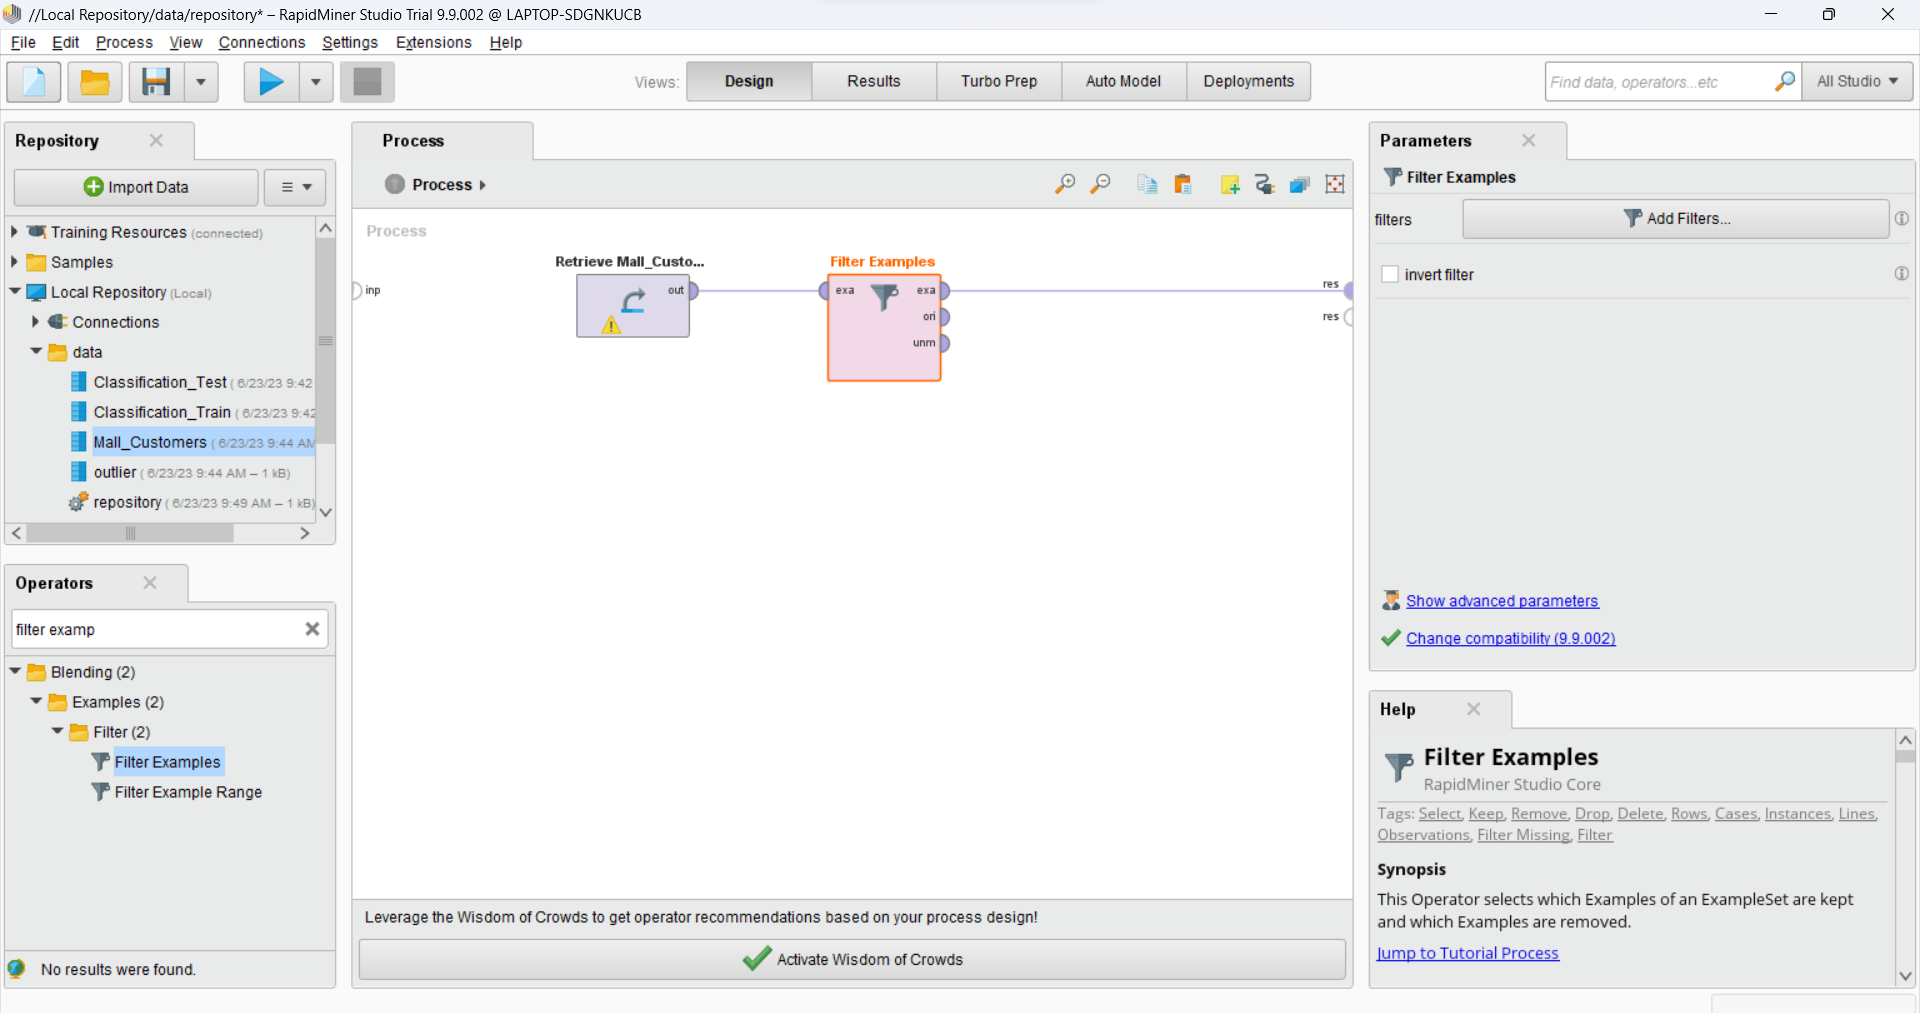 //Local Repository/data/repository* – RapidMiner Studio Trial 9.9.002 @ LAPTOP-SDGNKUCB
File Edit Process View Connections Settings Extensions Help
Views: Design Results Turbo Prep Auto Model Deployments
Find data, operators...etc
All Studio
Repository
Import Data
Training Resources (connected)
Samples
Local Repository (Local)
Connections
data
Classification_Test ( 6/23/23 9:42
Classification_Train ( 6/23/23 9:42
Mall_Customers ( 6/23/23 9:44 AM
outlier ( 6/23/23 9:44 AM – 1 kB)
repository ( 6/23/23 9:49 AM – 1 kB)
Operators
filter examp
Blending (2)
Examples (2)
Filter (2)
Filter Examples
Filter Example Range
No results were found.
Process
Process
Process
inp
Retrieve Mall_Custo...
out
Filter Examples
exa exa
ori
unm
res
res
Leverage the Wisdom of Crowds to get operator recommendations based on your process design!
Activate Wisdom of Crowds
Parameters
Filter Examples
filters
Add Filters...
invert filter
Show advanced parameters
Change compatibility (9.9.002)
Help
Filter Examples
RapidMiner Studio Core
Tags: Select, Keep, Remove, Drop, Delete, Rows, Cases, Instances, Lines,
Observations, Filter Missing, Filter
Synopsis
This Operator selects which Examples of an ExampleSet are kept
and which Examples are removed.
Jump to Tutorial Process